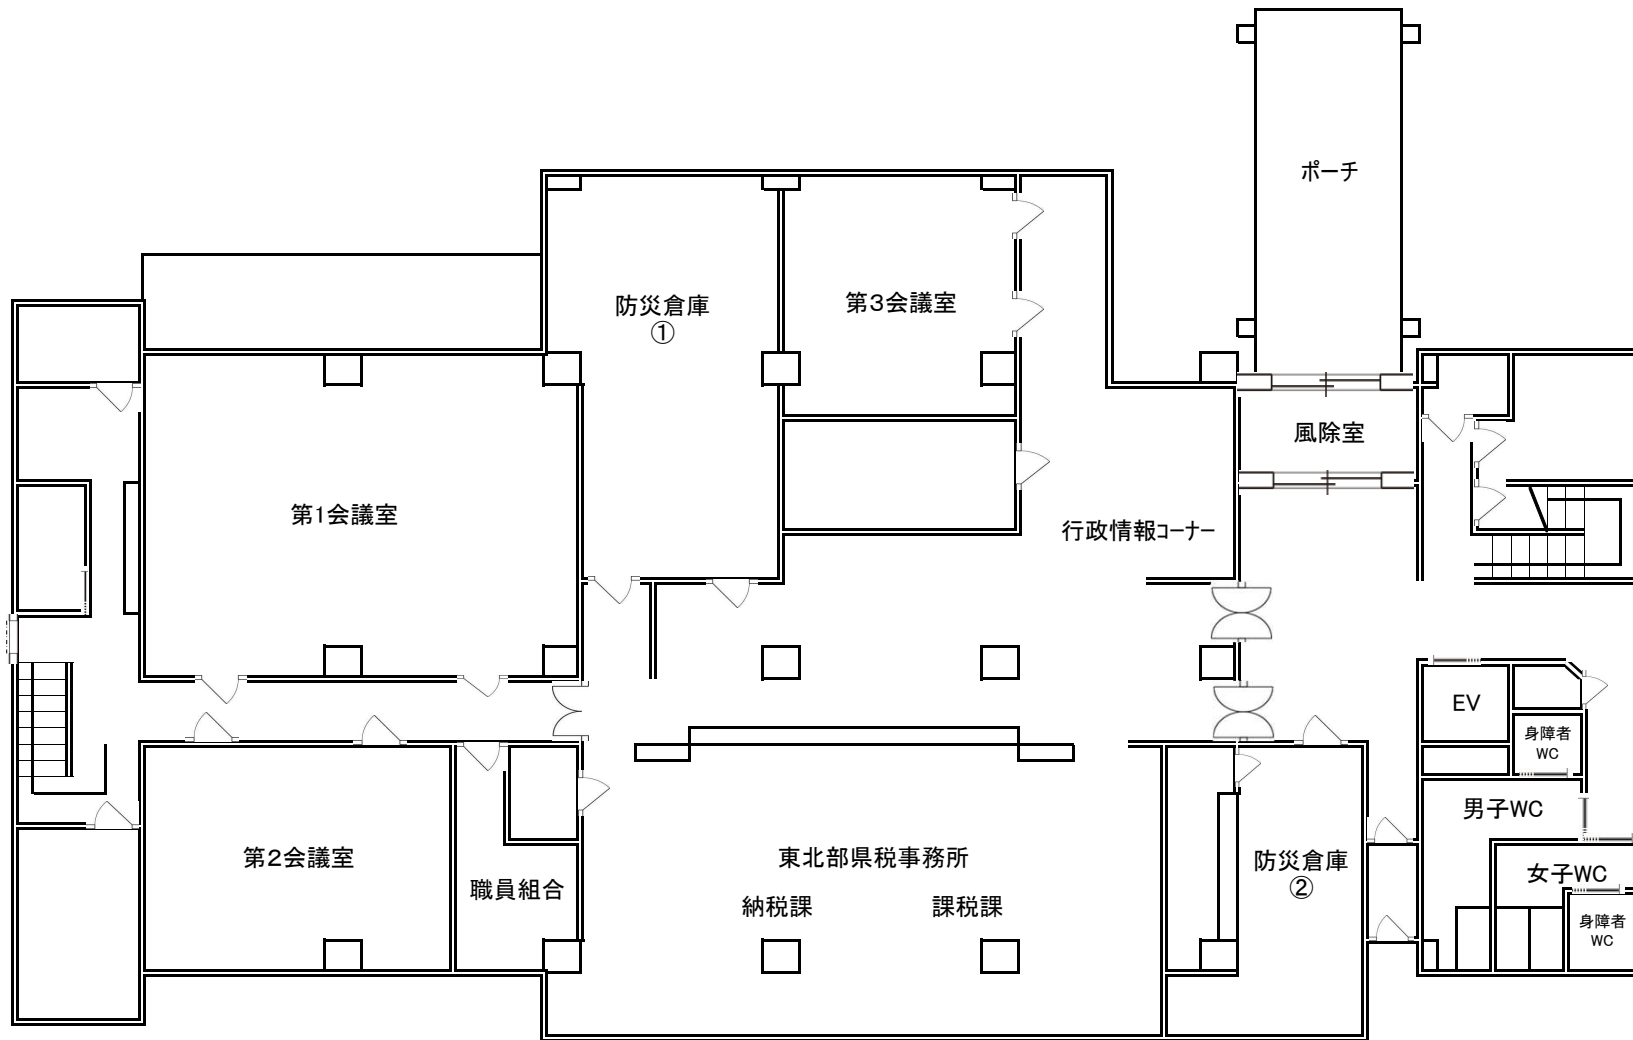 ポーチ
防災倉庫
①
第3会議室
風除室
第1会議室
行政情報コーナー
EV
身障者
WC
男子WC
第2会議室
職員組合
東北部県税事務所
納税課
課税課
防災倉庫
②
女子WC
身障者
WC